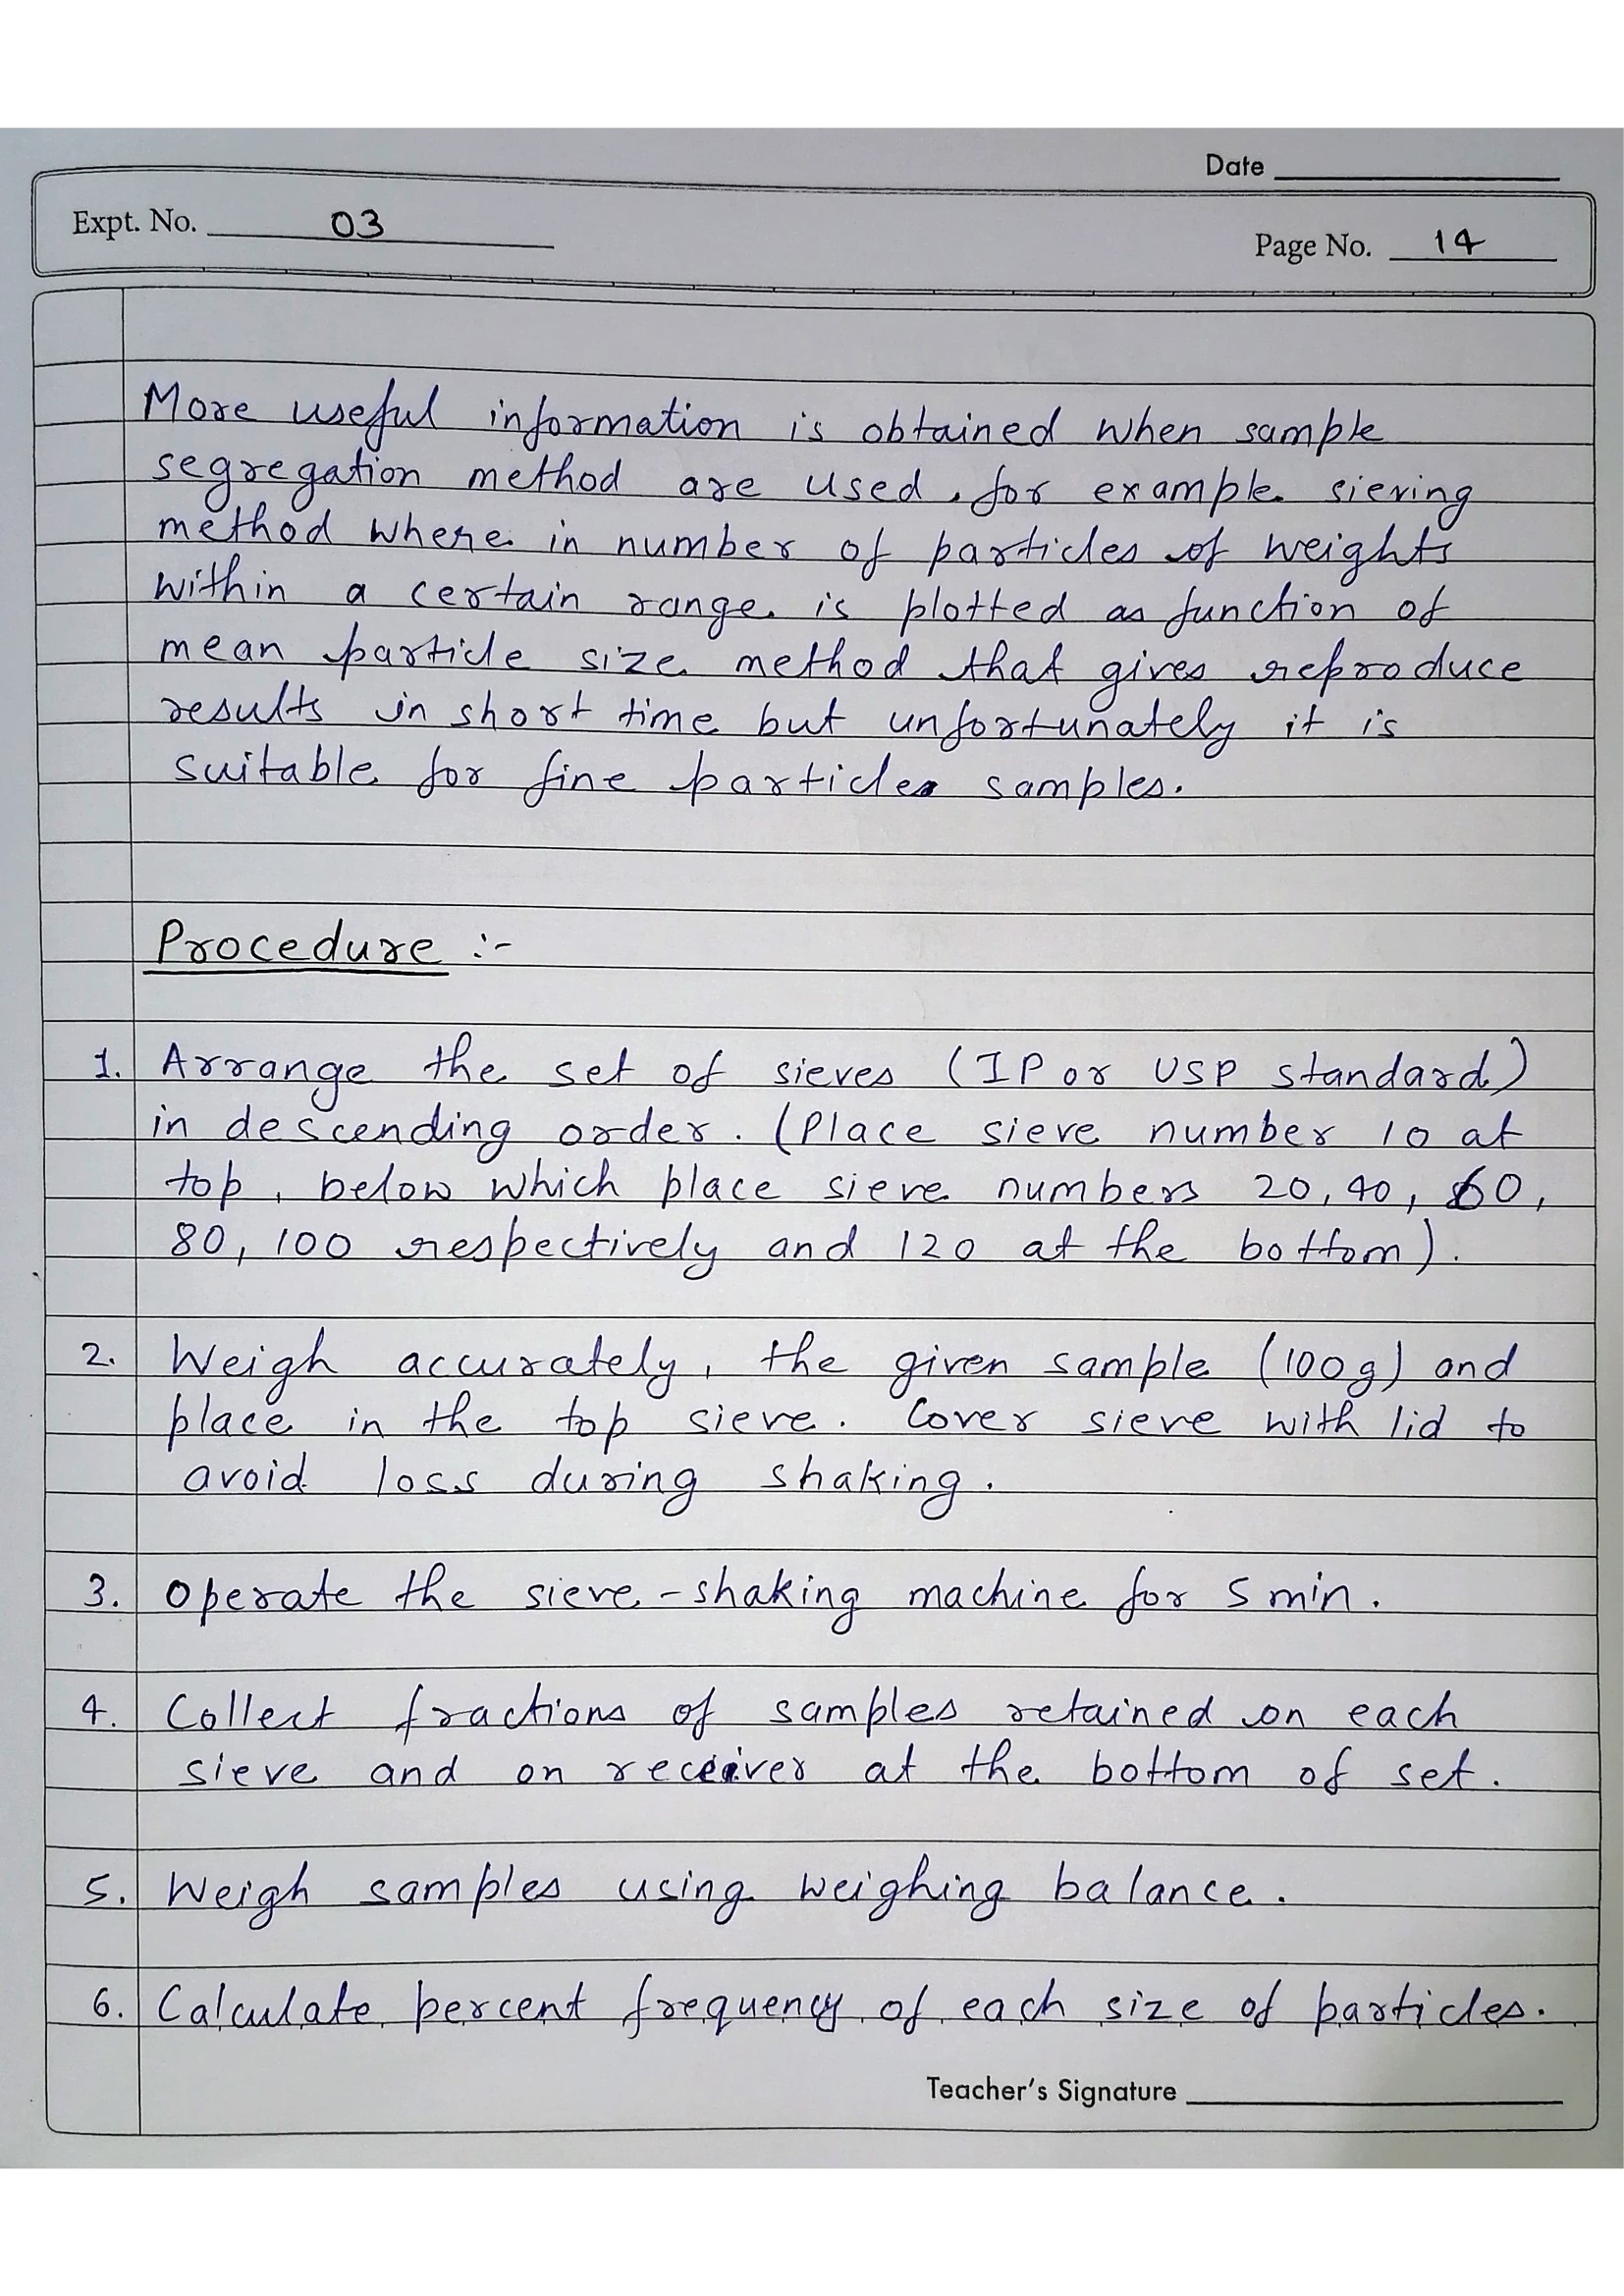 Date
Expt. No. 03
Page No. 14
More useful information is obtained when sample
segregation method are used, for example sieving
method where in number of particles of weights
within a certain range is plotted as function of
mean particle size method that gives reproduce
results in short time but unfortunately it is
suitable for fine particles samples.
Procedure :-
1. Arrange the set of sieves (IP or USP standard)
in descending order. (Place sieve number 10 at
top, below which place sieve numbers 20, 40, 60,
80, 100 respectively and 120 at the bottom).
2. Weigh accurately, the given sample (100g) and
place in the top sieve. Cover sieve with lid to
avoid loss during shaking.
3. Operate the sieve-shaking machine for 5 min.
4. Collect fractions of samples retained on each
sieve and on receiver at the bottom of set.
5. Weigh samples using weighing balance.
6. Calculate percent frequency of each size of particles.
Teacher's Signature